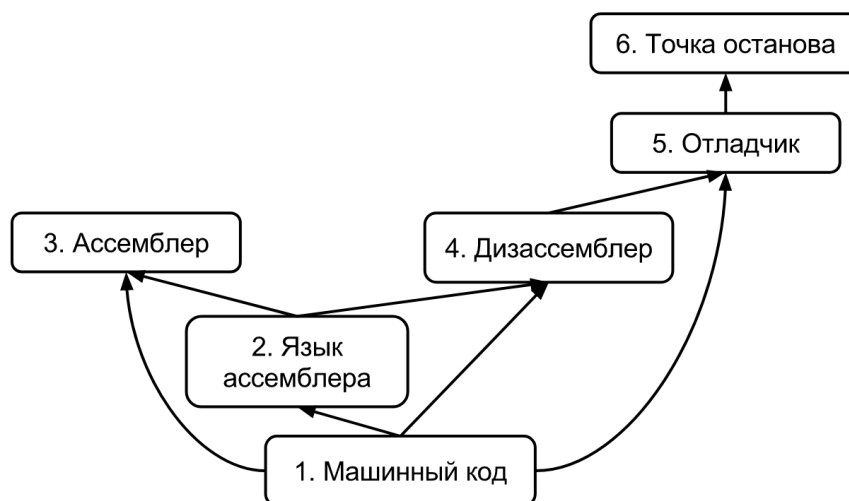 6. Точка останова
5. Отладчик
3. Ассемблер
4. Дизассемблер
2. Язык
ассемблера
1. Машинный код